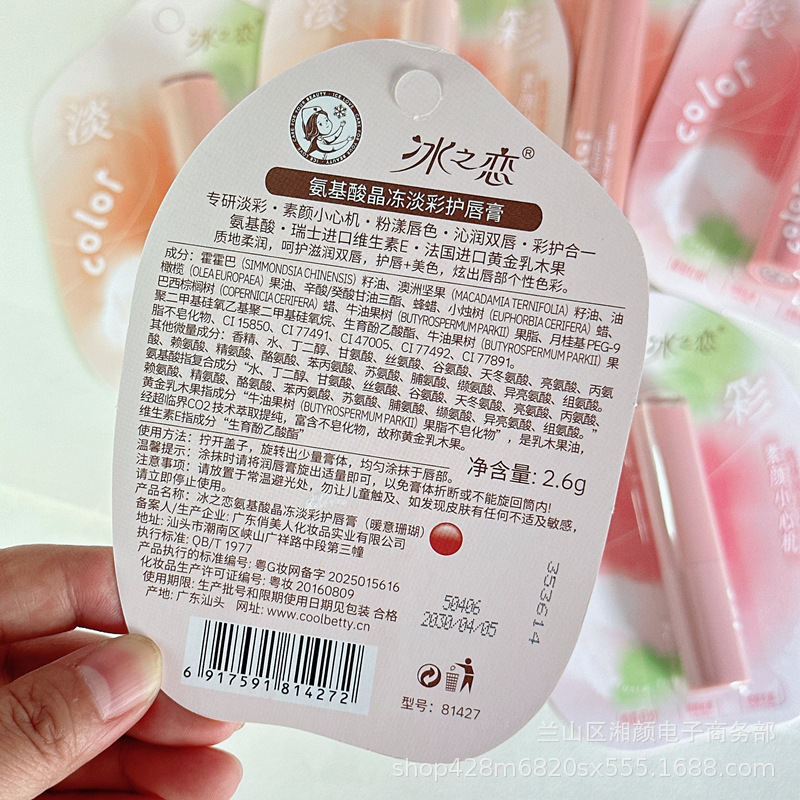 冰之恋®
氨基酸晶冻淡彩护唇膏
专研淡彩·素颜小心机·粉漾唇色·沁润双唇·彩护合一
氨基酸·瑞士进口维生素E·法国进口黄金乳木果
质地柔润，呵护滋润双唇，护唇+美色，炫出唇部个性色彩。
成分：霍霍巴（SIMMONDSIA CHINENSIS）籽油、澳洲坚果（MACADAMIA TERNIFOLIA）籽油、油
橄榄（OLEA EUROPAEA）果油、辛酸/癸酸甘油三酯、蜂蜡、小烛树（EUPHORBIA CERIFERA）蜡、
巴西棕榈树（COPERNICIA CERIFERA）蜡、牛油果树（BUTYROSPERMUM PARKII）果脂、月桂基PEG-9
聚二甲基硅氧乙基聚二甲基硅氧烷、生育酚乙酸酯、牛油果树（BUTYROSPERMUM PARKII）果
脂不皂化物、CI 15850、CI 77491、CI 47005、CI 77492、CI 77891。
其他微量成分：香精、水、丁二醇、甘氨酸、丝氨酸、谷氨酸、天冬氨酸、亮氨酸、丙氨
酸、赖氨酸、精氨酸、酪氨酸、苯丙氨酸、苏氨酸、脯氨酸、缬氨酸、异亮氨酸、组氨酸。
氨基酸指复合成分“水、丁二醇、甘氨酸、丝氨酸、谷氨酸、天冬氨酸、亮氨酸、丙氨酸、
赖氨酸、精氨酸、酪氨酸、苯丙氨酸、苏氨酸、脯氨酸、缬氨酸、异亮氨酸、组氨酸。”
黄金乳木果指成分“牛油果树（BUTYROSPERMUM PARKII）果脂不皂化物”，是乳木果油，
经超临界CO2技术萃取提纯，富含不皂化物，故称黄金乳木果。
维生素E指成分“生育酚乙酸酯”
净含量: 2.6g
使用方法：拧开盖子，旋转出少量膏体，均匀涂抹于唇部。
温馨提示：涂抹时请将润唇膏旋出适量即可，以免膏体折断或不能旋回筒内!
注意事项：请放置于常温避光处，勿让儿童触及、如发现皮肤有任何不适及敏感，
请立即停止使用。
产品名称：冰之恋氨基酸晶冻淡彩护唇膏（暖意珊瑚）
备案人/生产企业：广东俏美人化妆品实业有限公司
地址: 汕头市潮南区峡山广祥路中段第三幢
执行标准: QB/T 1977
产品执行的标准编号: 粤G妆网备字 2025015616
化妆品生产许可证编号: 粤妆 20160809
使用期限: 生产批号和限期使用日期见包装 合格
产地: 广东汕头 网址: www.coolbetty.cn
50406
2030/04/05
353614
6 917591 814272
型号: 81427
冰之恋
淡
color
淡
彩
color
冰之恋
彩
素颜小心机
兰山区湘颜电子商务部
shop428m6820sx555.1688.com